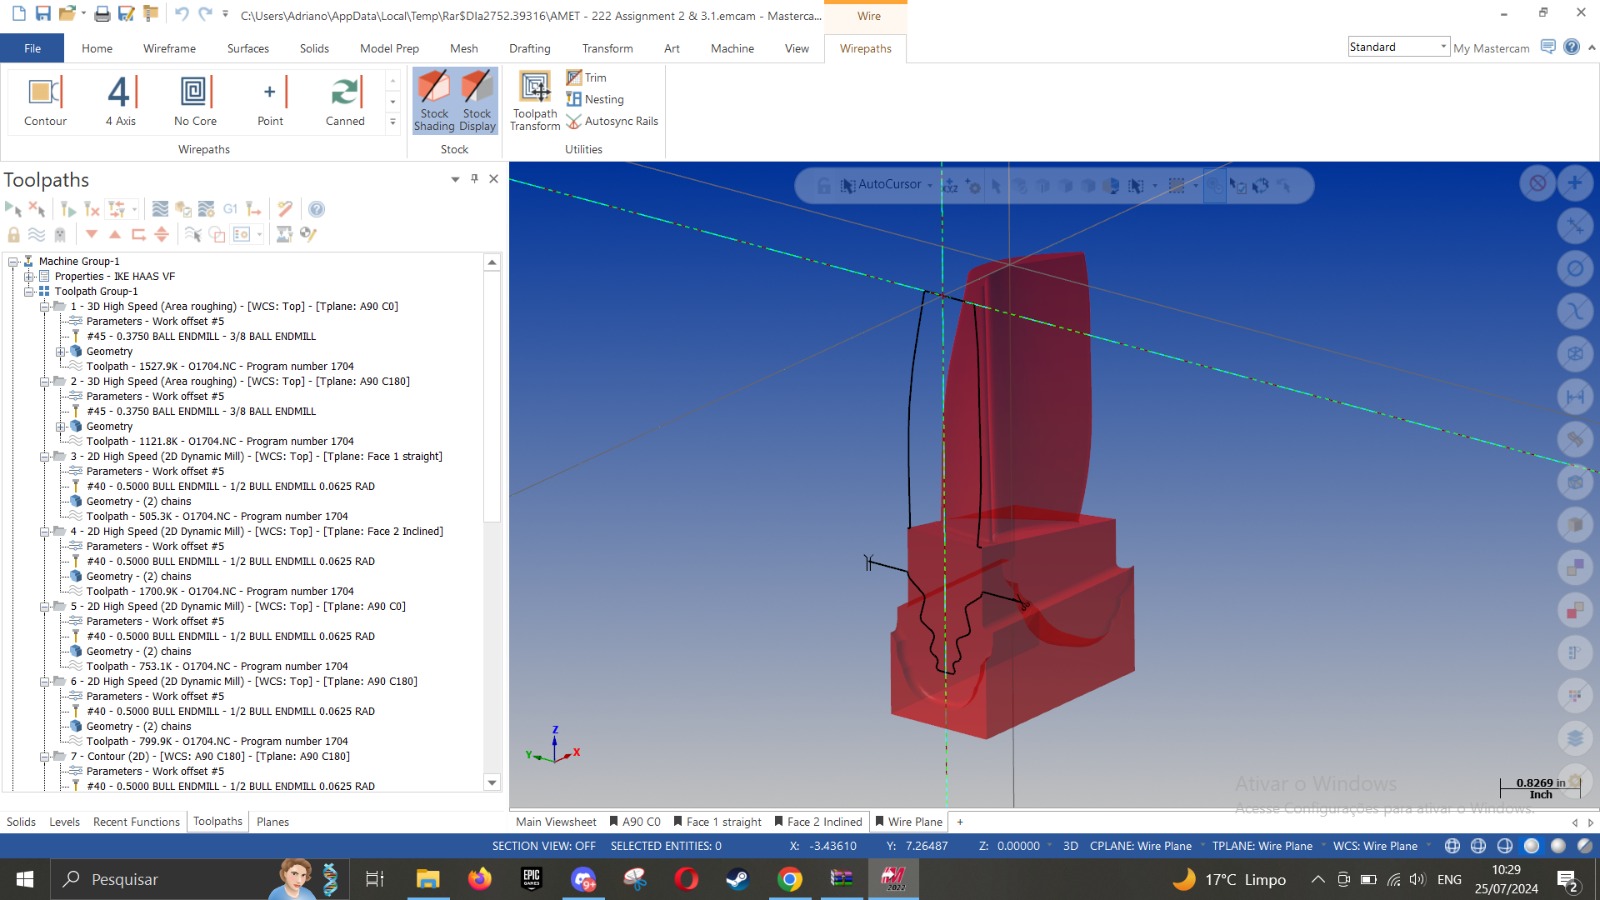 C:\Users\Adriano\AppData\Local\Temp\Rar$DIa2752.39316\AMET - 222 Assignment 2 & 3.1.emcam - Masterca...
Wire
File Home Wireframe Surfaces Solids Model Prep Mesh Drafting Transform Art Machine View Wirepaths
Standard My Mastercam
Contour 4 Axis No Core Point Canned
Wirepaths
Stock Shading Stock Display
Stock
Toolpath Transform
Trim
Nesting
Autosync Rails
Utilities
Toolpaths
G1
AutoCursor
XYZ
Machine Group-1
Properties - IKE HAAS VF
Toolpath Group-1
1 - 3D High Speed (Area roughing) - [WCS: Top] - [Tplane: A90 C0]
Parameters - Work offset #5
#45 - 0.3750 BALL ENDMILL - 3/8 BALL ENDMILL
Geometry
Toolpath - 1527.9K - O1704.NC - Program number 1704
2 - 3D High Speed (Area roughing) - [WCS: Top] - [Tplane: A90 C180]
Parameters - Work offset #5
#45 - 0.3750 BALL ENDMILL - 3/8 BALL ENDMILL
Geometry
Toolpath - 1121.8K - O1704.NC - Program number 1704
3 - 2D High Speed (2D Dynamic Mill) - [WCS: Top] - [Tplane: Face 1 straight]
Parameters - Work offset #5
#40 - 0.5000 BULL ENDMILL - 1/2 BULL ENDMILL 0.0625 RAD
Geometry - (2) chains
Toolpath - 505.3K - O1704.NC - Program number 1704
4 - 2D High Speed (2D Dynamic Mill) - [WCS: Top] - [Tplane: Face 2 Inclined]
Parameters - Work offset #5
#40 - 0.5000 BULL ENDMILL - 1/2 BULL ENDMILL 0.0625 RAD
Geometry - (2) chains
Toolpath - 1700.9K - O1704.NC - Program number 1704
5 - 2D High Speed (2D Dynamic Mill) - [WCS: Top] - [Tplane: A90 C0]
Parameters - Work offset #5
#40 - 0.5000 BULL ENDMILL - 1/2 BULL ENDMILL 0.0625 RAD
Geometry - (2) chains
Toolpath - 753.1K - O1704.NC - Program number 1704
6 - 2D High Speed (2D Dynamic Mill) - [WCS: Top] - [Tplane: A90 C180]
Parameters - Work offset #5
#40 - 0.5000 BULL ENDMILL - 1/2 BULL ENDMILL 0.0625 RAD
Geometry - (2) chains
Toolpath - 799.9K - O1704.NC - Program number 1704
7 - Contour (2D) - [WCS: A90 C180] - [Tplane: A90 C180]
Parameters - Work offset #5
#40 - 0.5000 BULL ENDMILL - 1/2 BULL ENDMILL 0.0625 RAD
Z
Y X
0.8269 in
Inch
Ativar o Windows
Acesse Configurações para ativar o Windows.
Solids Levels Recent Functions Toolpaths Planes
Main Viewsheet A90 C0 Face 1 straight Face 2 Inclined Wire Plane +
SECTION VIEW: OFF SELECTED ENTITIES: 0 X: -3.43610 Y: 7.26487 Z: 0.00000 3D CPLANE: Wire Plane TPLANE: Wire Plane WCS: Wire Plane
Pesquisar
EPIC GAMES
9+
2022
17°C Limpo
ENG
10:29
25/07/2024
2